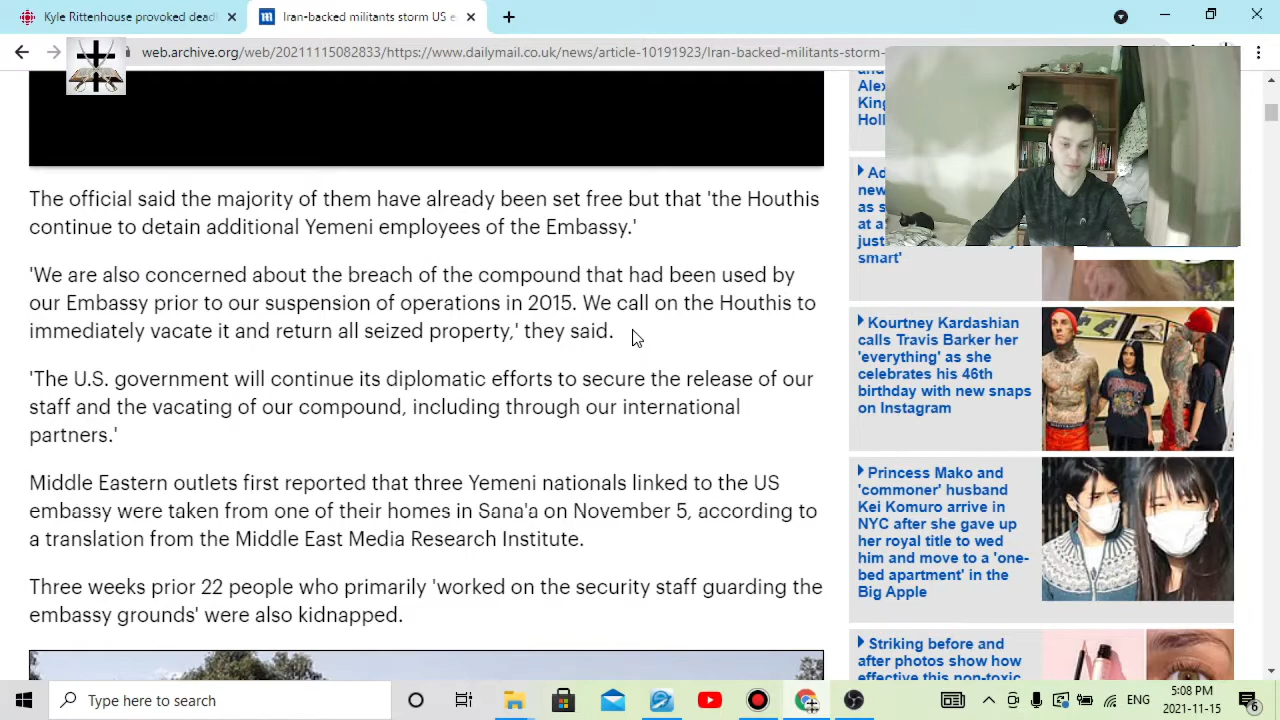 Kyle Rittenhouse provoked dead
Iran-backed militants storm US e
web.archive.org/web/20211115082833/https://www.dailymail.co.uk/news/article-10191923/Iran-backed-militants-storm-
The official said the majority of them have already been set free but that 'the Houthis
continue to detain additional Yemeni employees of the Embassy.'
'We are also concerned about the breach of the compound that had been used by
our Embassy prior to our suspension of operations in 2015. We call on the Houthis to
immediately vacate it and return all seized property,' they said.
'The U.S. government will continue its diplomatic efforts to secure the release of our
staff and the vacating of our compound, including through our international
partners.'
Middle Eastern outlets first reported that three Yemeni nationals linked to the US
embassy were taken from one of their homes in Sana'a on November 5, according to
a translation from the Middle East Media Research Institute.
Three weeks prior 22 people who primarily 'worked on the security staff guarding the
embassy grounds' were also kidnapped.
and
Alex
King
Holl
Ad
new
as s
at a
just
smart'
Kourtney Kardashian
calls Travis Barker her
'everything' as she
celebrates his 46th
birthday with new snaps
on Instagram
Princess Mako and
'commoner' husband
Kei Komuro arrive in
NYC after she gave up
her royal title to wed
him and move to a 'one-
bed apartment' in the
Big Apple
Striking before and
after photos show how
effective this non-toxic
Type here to search
ENG
5:08 PM
2021-11-15
6